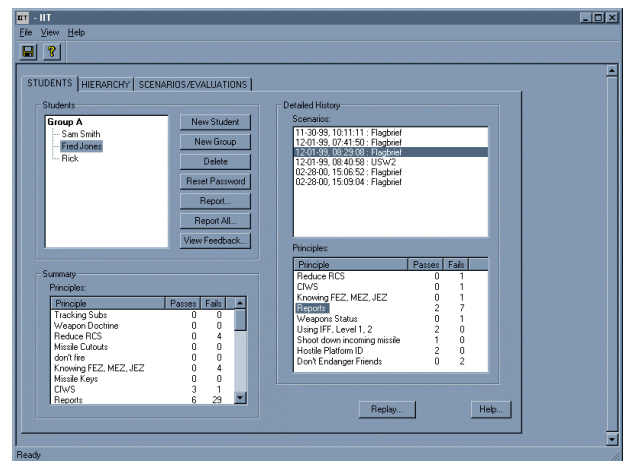 IIT - IIT
File View Help
STUDENTS HIERARCHY SCENARIOS/EVALUATIONS
Students
Group A
Sam Smith
Fred Jones
Rick
New Student
New Group
Delete
Reset Password
Report...
Report All...
View Feedback...
Summary
Principles:
Principle Passes Fails
Tracking Subs 0 0
Weapon Doctrine 0 0
Reduce RCS 0 4
Missile Cutouts 0 0
don't fire 0 0
Knowing FEZ, MEZ, JEZ 0 4
Missile Keys 0 0
CIWS 3 1
Reports 6 29
Detailed History
Scenarios:
11-30-99, 10:11:11 : Flagbrief
12-01-99, 07:41:50 : Flagbrief
12-01-99, 08:29:08 : Flagbrief
12-01-99, 08:40:58 : USW2
02-28-00, 15:06:52 : Flagbrief
02-28-00, 15:09:04 : Flagbrief
Principles:
Principle Passes Fails
Reduce RCS 0 1
CIWS 0 1
Knowing FEZ, MEZ, JEZ 0 1
Reports 2 7
Weapons Status 0 1
Using IFF, Level 1, 2 2 0
Shoot down incoming missile 1 0
Hostile Platform ID 2 0
Don't Endanger Friends 0 2
Replay... Help...
Ready